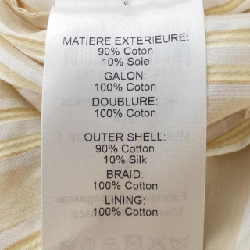 MATIERE EXTERIEURE:
90% Coton
10% Soie
GALON:
100% Coton
DOUBLURE:
100% Coton
OUTER SHELL:
90% Cotton
10% Silk
BRAID:
100% Cotton
LINING:
100% Cotton